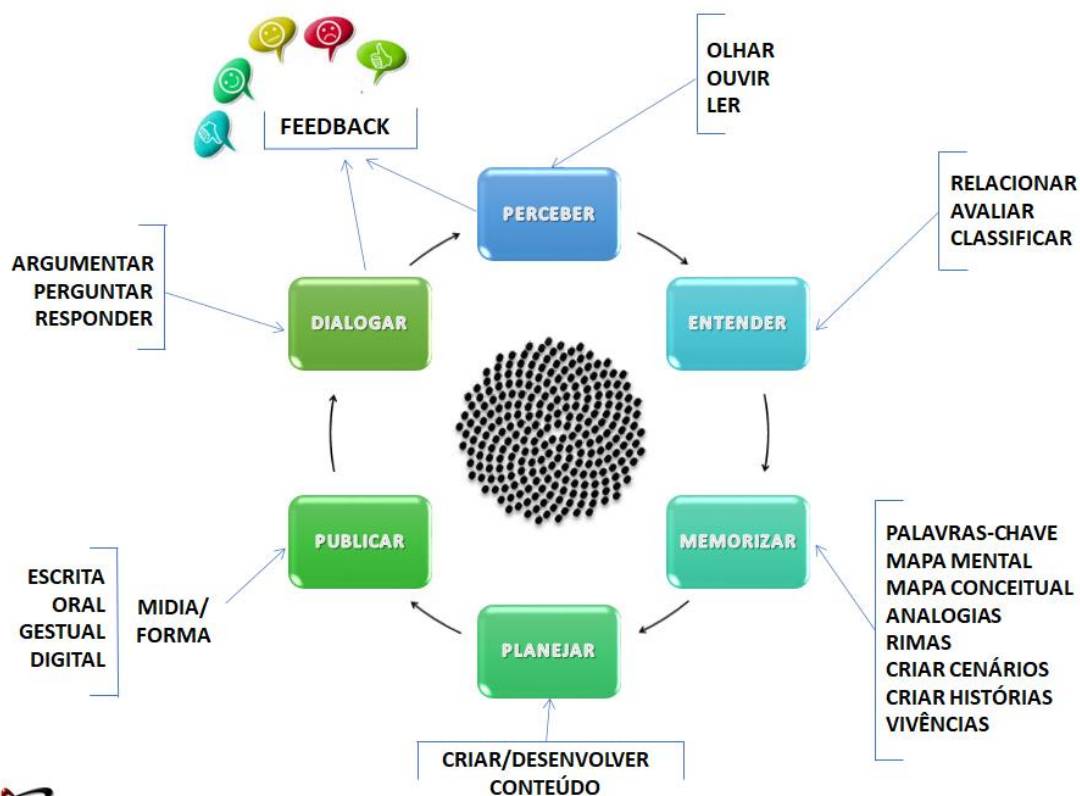 FEEDBACK
OLHAR
OUVIR
LER
PERCEBER
RELACIONAR
AVALIAR
CLASSIFICAR
ENTENDER
PALAVRAS-CHAVE
MAPA MENTAL
MAPA CONCEITUAL
ANALOGIAS
RIMAS
CRIAR CENÁRIOS
CRIAR HISTÓRIAS
VIVÊNCIAS
MEMORIZAR
PLANEJAR
CRIAR/DESENVOLVER
CONTEÚDO
PUBLICAR
MIDIA/
FORMA
ESCRITA
ORAL
GESTUAL
DIGITAL
DIALOGAR
ARGUMENTAR
PERGUNTAR
RESPONDER